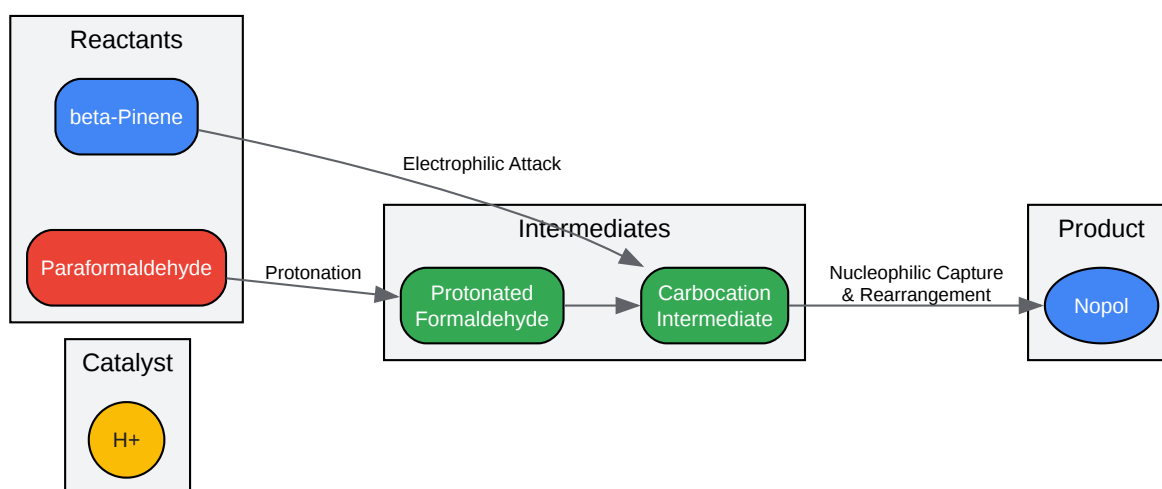 Reactants
beta-Pinene
Electrophilic Attack
Paraformaldehyde
Protonation
Intermediates
Protonated
Formaldehyde
Carbocation
Intermediate
Nucleophilic Capture
& Rearrangement
Product
Nopol
Catalyst
H+